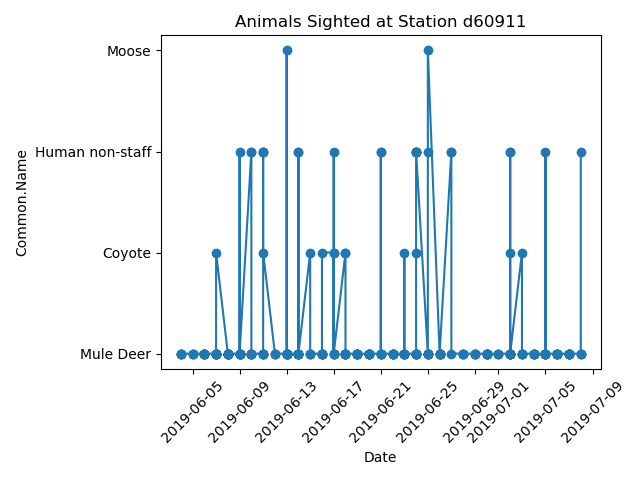 Animals Sighted at Station d60911
Moose
Human non-staff
Coyote
Mule Deer
Common.Name
2019-06-05
2019-06-09
2019-06-13
2019-06-17
2019-06-21
2019-06-25
2019-06-29
2019-07-01
2019-07-05
2019-07-09
Date